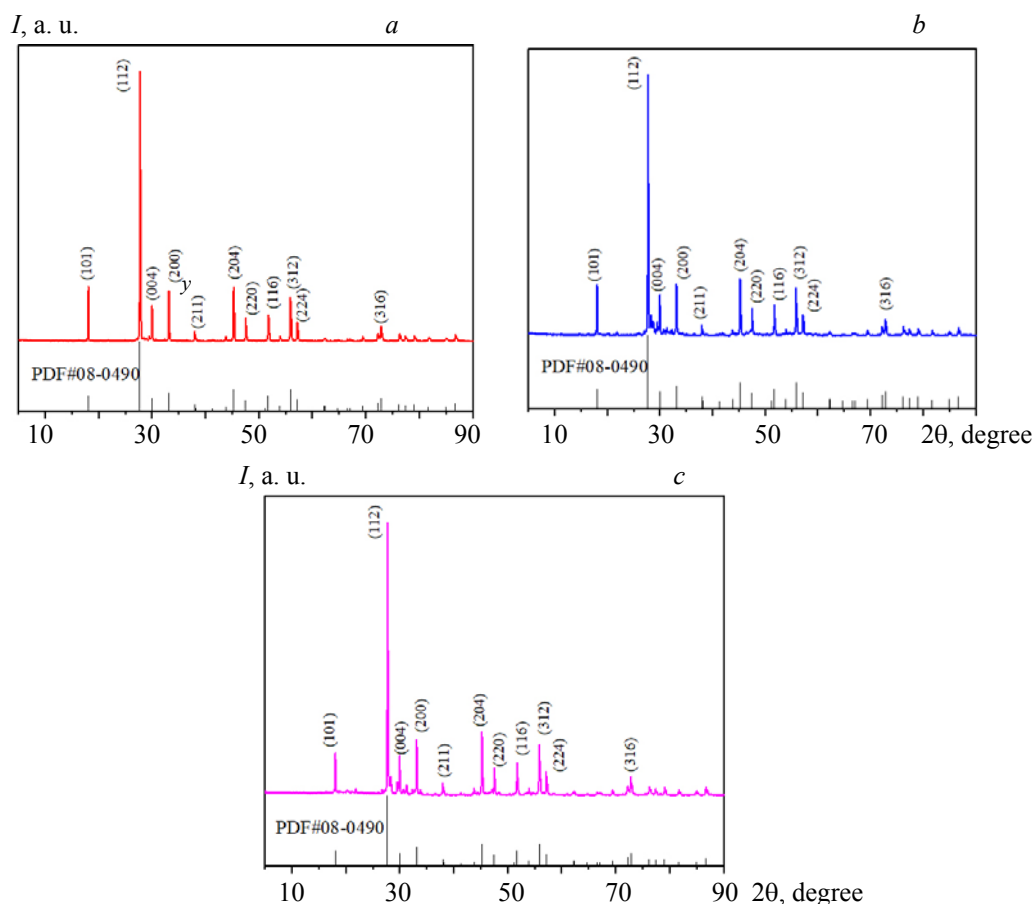 I, a. u.
a
b
(112)
(101)
(004)
(200)
y
(211)
(204)
(220)
(116)
(312)
(224)
(316)
PDF#08-0490
10 30 50 70 90
(112)
(101)
(004)
(200)
(211)
(204)
(220)
(116)
(312)
(224)
(316)
PDF#08-0490
10 30 50 70 2θ, degree
I, a. u.
c
(112)
(101)
(004)
(200)
(211)
(204)
(220)
(116)
(312)
(224)
(316)
PDF#08-0490
10 30 50 70 90 2θ, degree